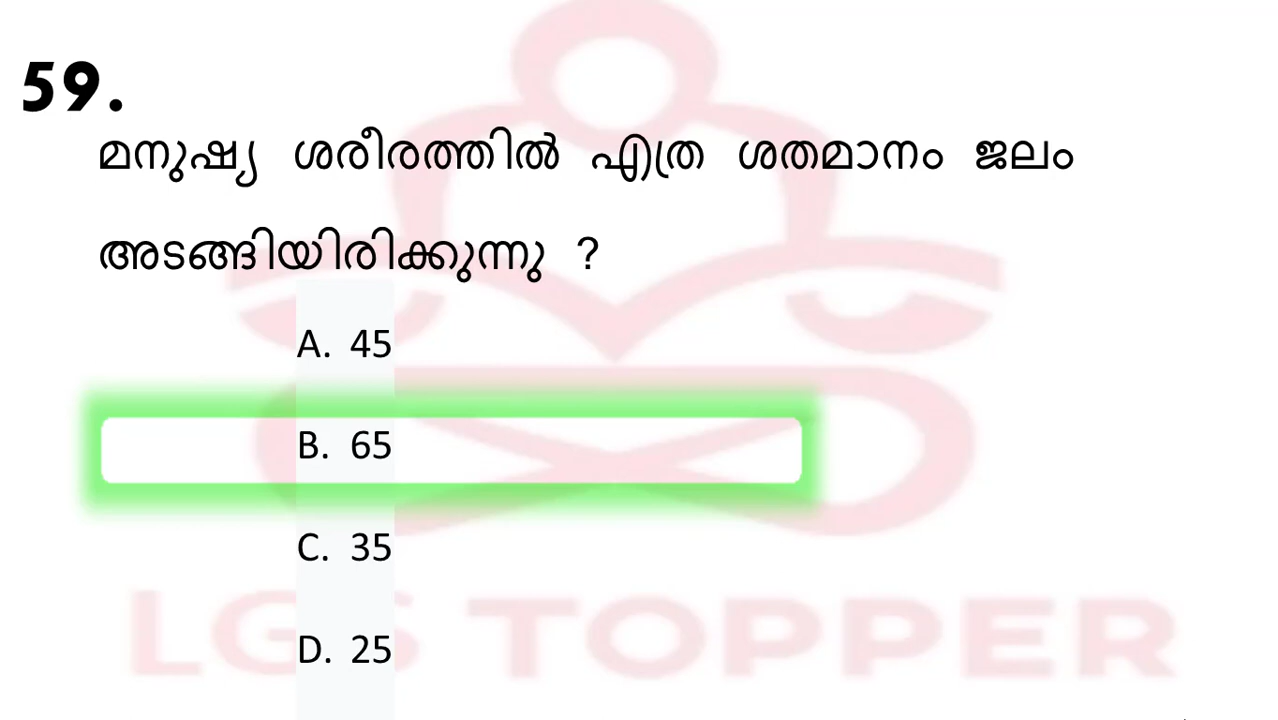 59.
മനുഷ്യ ശരീരത്തിൽ എത്ര ശതമാനം ജലം
അടങ്ങിയിരിക്കുന്നു ?
A. 45
B. 65
C. 35
D. 25
LGS TOPPER